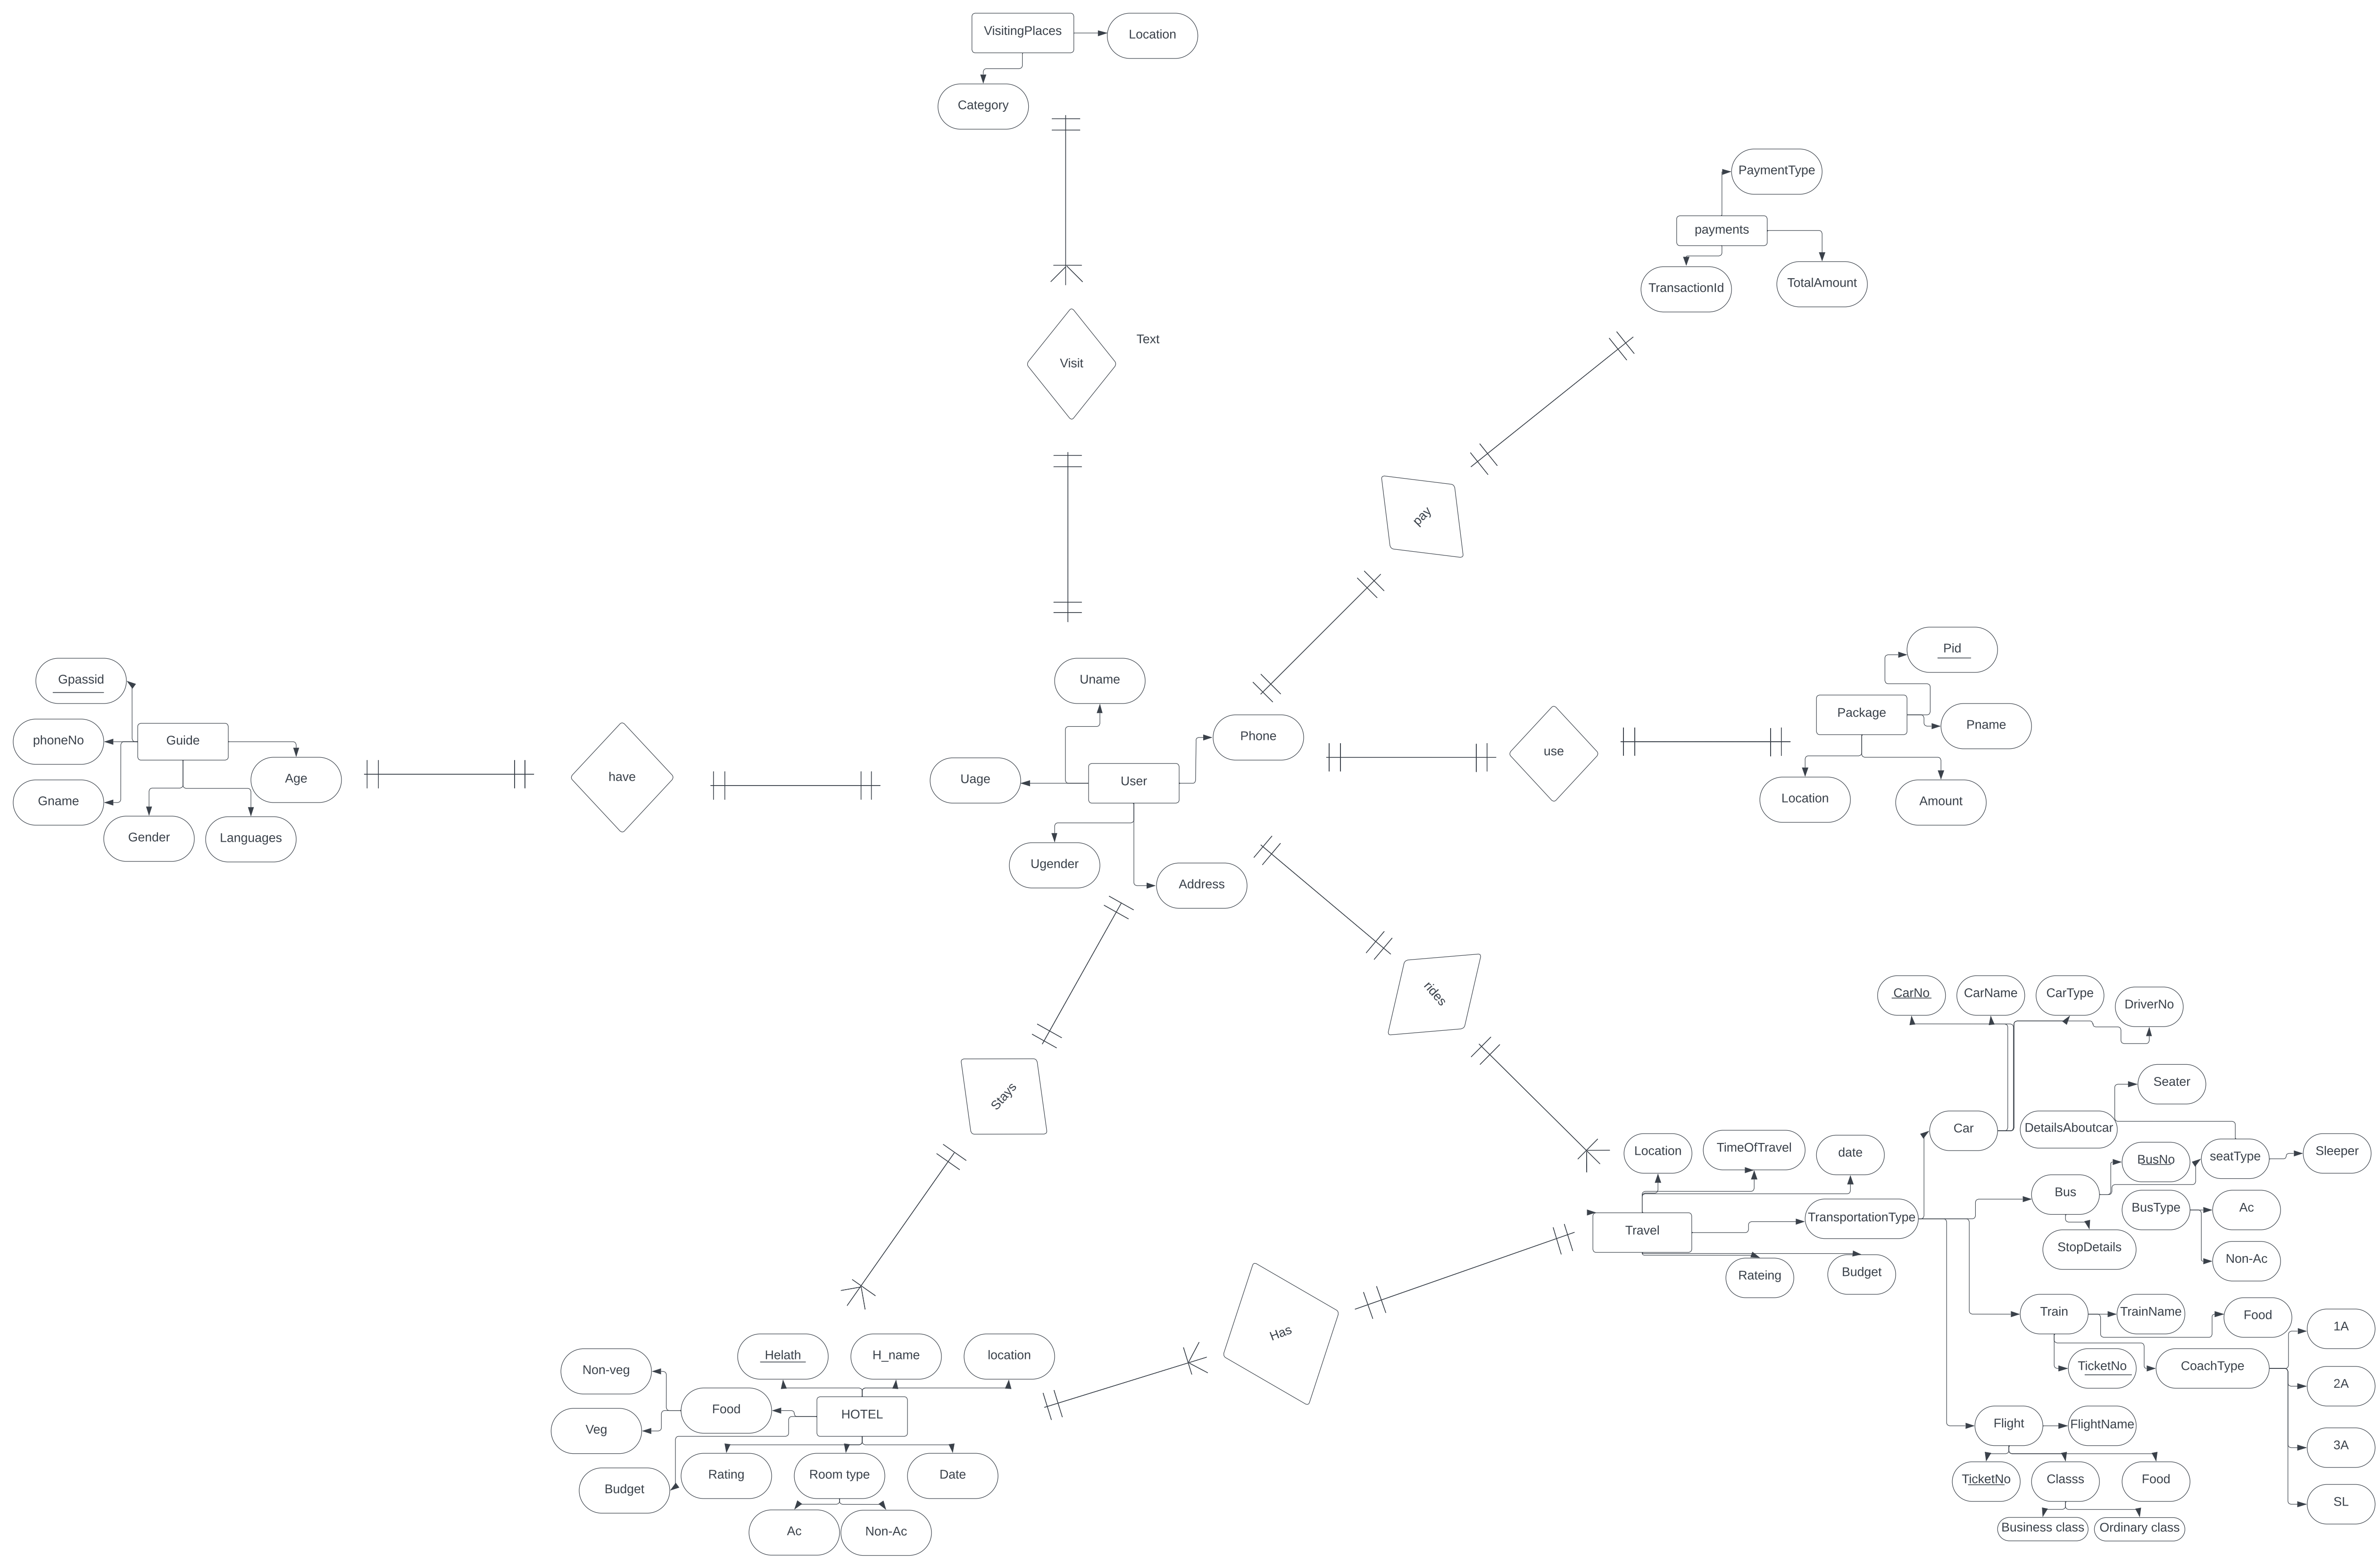 VisitingPlaces
Location
Category
PaymentType
payments
TransactionId
TotalAmount
Text
Visit
pay
Pid
Package
Pname
Location
Amount
use
Uname
Phone
User
Uage
Ugender
Address
have
Gpassid
phoneNo
Guide
Age
Gname
Gender
Languages
Stays
rides
CarNo
CarName
CarType
DriverNo
Seater
Car
DetailsAboutcar
seatType
Sleeper
BusNo
Bus
BusType
Ac
StopDetails
Non-Ac
Location
TimeOfTravel
date
TransportationType
Travel
Rateing
Budget
Train
TrainName
Food
1A
TicketNo
CoachType
2A
3A
SL
Flight
FlightName
TicketNo
Classs
Food
Business class
Ordinary class
Has
Helath
H_name
location
Non-veg
Food
HOTEL
Veg
Budget
Rating
Room type
Date
Ac
Non-Ac